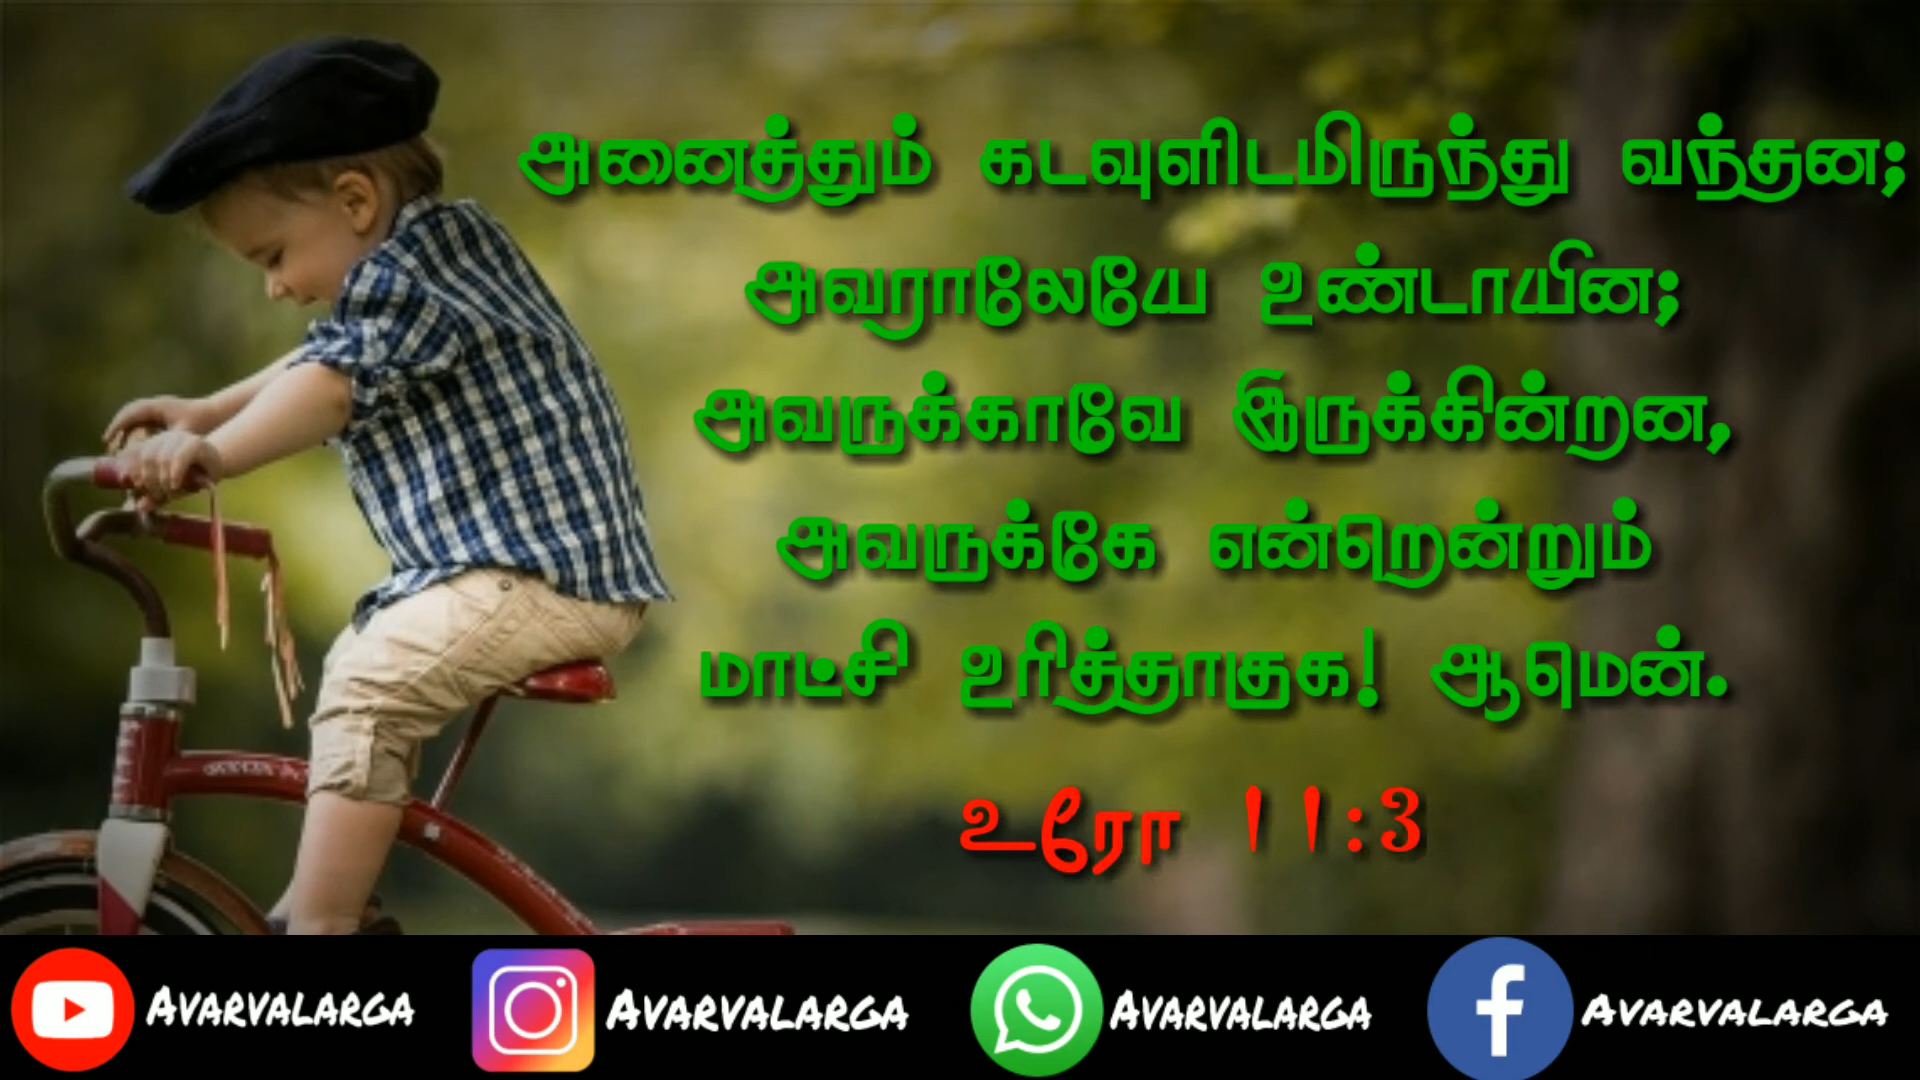 அனைத்தும் கடவுளிடமிருந்து வந்தன;
அவராலேயே உண்டாயின;
அவருக்காவே இருக்கின்றன,
அவருக்கே என்றென்றும்
மாட்சி உரித்தாகுக! ஆமென்.
உரோ 11:3
AVARVALARGA AVARVALARGA AVARVALARGA AVARVALARGA